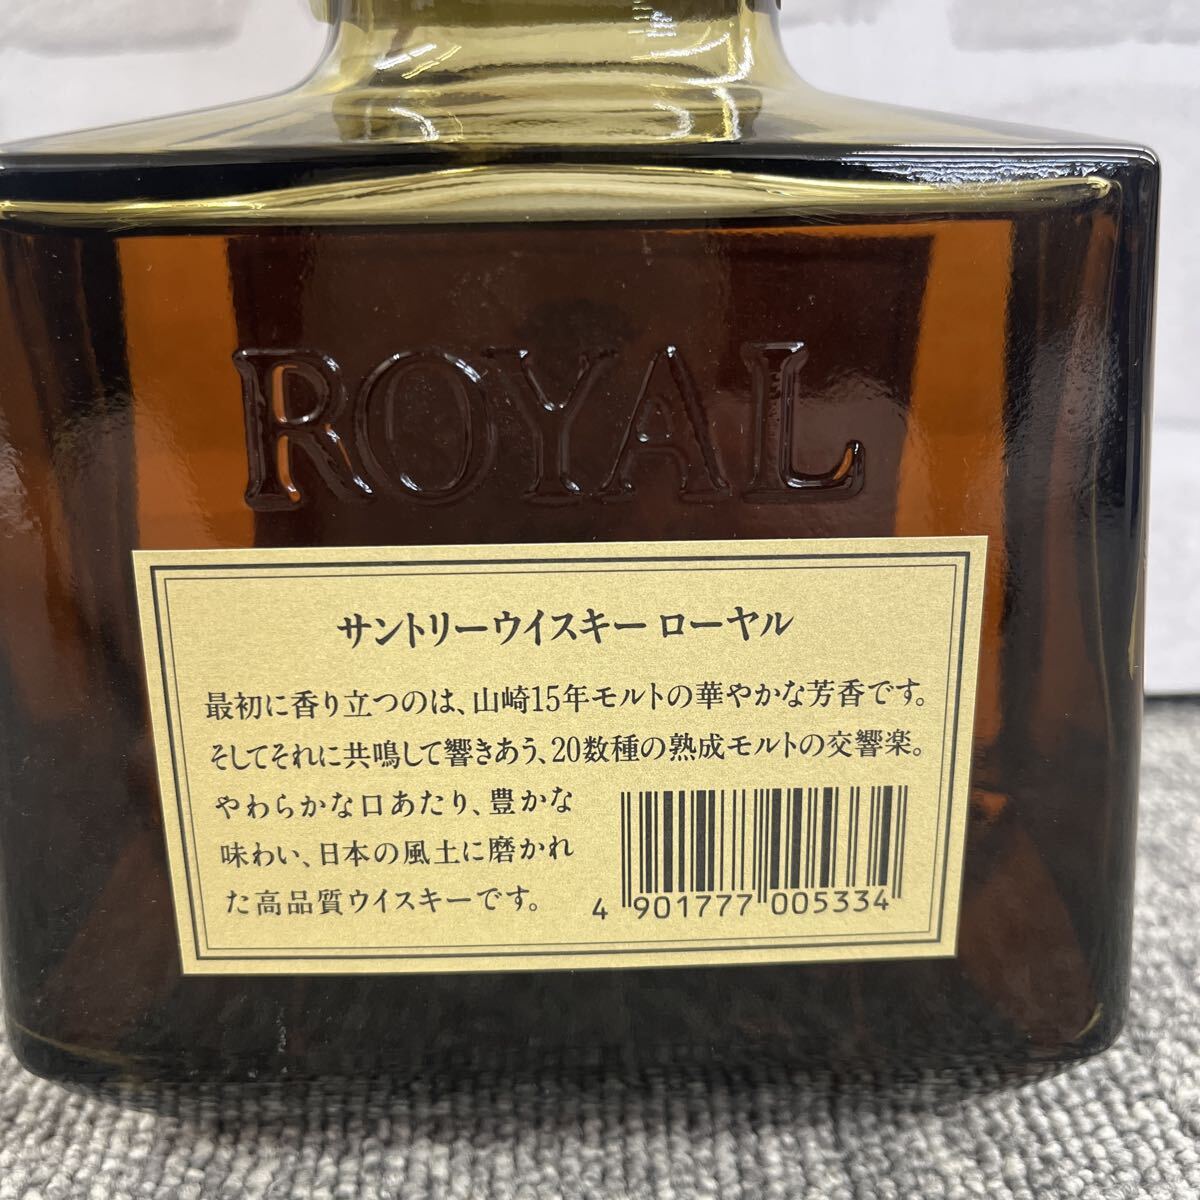 ROYAL
サントリーウイスキー ローヤル
最初に香り立つのは、山崎15年モルトの華やかな芳香です。
そしてそれに共鳴して響きあう、20数種の熟成モルトの交響楽。
やわらかな口あたり、豊かな
味わい、日本の風土に磨かれ
た高品質ウイスキーです。
4 901777 005334